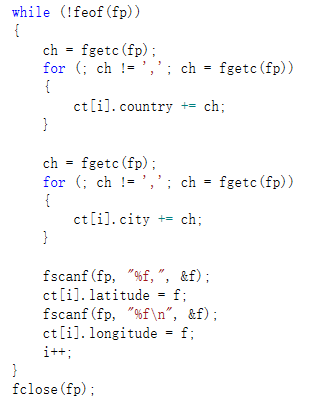 while (!feof(fp))
{
    ch = fgetc(fp);
    for (; ch != ','; ch = fgetc(fp))
    {
        ct[i].country += ch;
    }

    ch = fgetc(fp);
    for (; ch != ','; ch = fgetc(fp))
    {
        ct[i].city += ch;
    }

    fscanf(fp, "%f,", &f);
    ct[i].latitude = f;
    fscanf(fp, "%f\n", &f);
    ct[i].longitude = f;
    i++;
}
fclose(fp);